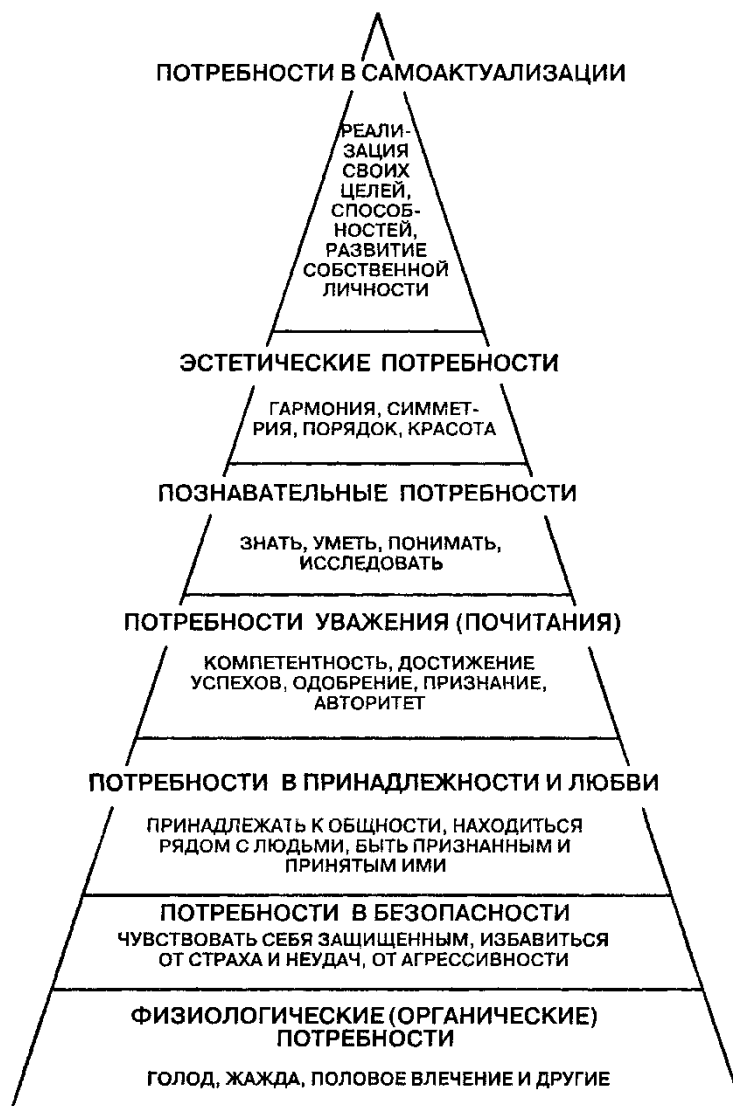 ПОТРЕБНОСТИ В САМОАКТУАЛИЗАЦИИ
РЕАЛИ-
ЗАЦИЯ
СВОИХ
ЦЕЛЕЙ,
СПОСОБ-
НОСТЕЙ,
РАЗВИТИЕ
СОБСТВЕННОЙ
ЛИЧНОСТИ
ЭСТЕТИЧЕСКИЕ ПОТРЕБНОСТИ
ГАРМОНИЯ, СИММЕТ-
РИЯ, ПОРЯДОК, КРАСОТА
ПОЗНАВАТЕЛЬНЫЕ ПОТРЕБНОСТИ
ЗНАТЬ, УМЕТЬ, ПОНИМАТЬ,
ИССЛЕДОВАТЬ
ПОТРЕБНОСТИ УВАЖЕНИЯ (ПОЧИТАНИЯ)
КОМПЕТЕНТНОСТЬ, ДОСТИЖЕНИЕ
УСПЕХОВ, ОДОБРЕНИЕ, ПРИЗНАНИЕ,
АВТОРИТЕТ
ПОТРЕБНОСТИ В ПРИНАДЛЕЖНОСТИ И ЛЮБВИ
ПРИНАДЛЕЖАТЬ К ОБЩНОСТИ, НАХОДИТЬСЯ
РЯДОМ С ЛЮДЬМИ, БЫТЬ ПРИЗНАННЫМ И
ПРИНЯТЫМ ИМИ
ПОТРЕБНОСТИ В БЕЗОПАСНОСТИ
ЧУВСТВОВАТЬ СЕБЯ ЗАЩИЩЕННЫМ, ИЗБАВИТЬСЯ
ОТ СТРАХА И НЕУДАЧ, ОТ АГРЕССИВНОСТИ
ФИЗИОЛОГИЧЕСКИЕ (ОРГАНИЧЕСКИЕ)
ПОТРЕБНОСТИ
ГОЛОД, ЖАЖДА, ПОЛОВОЕ ВЛЕЧЕНИЕ И ДРУГИЕ